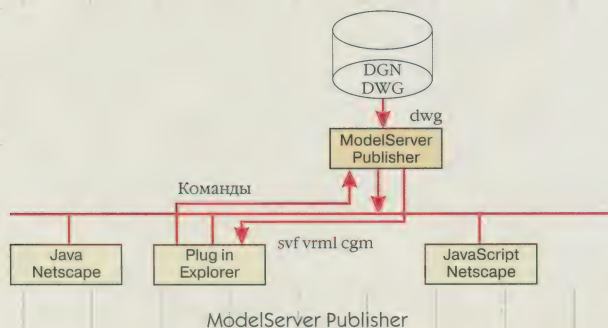 DGN
DWG
dwg
ModelServer
Publisher
Команды
svf vrml cgm
Java
Netscape
Plug in
Explorer
JavaScript
Netscape
ModelServer Publisher